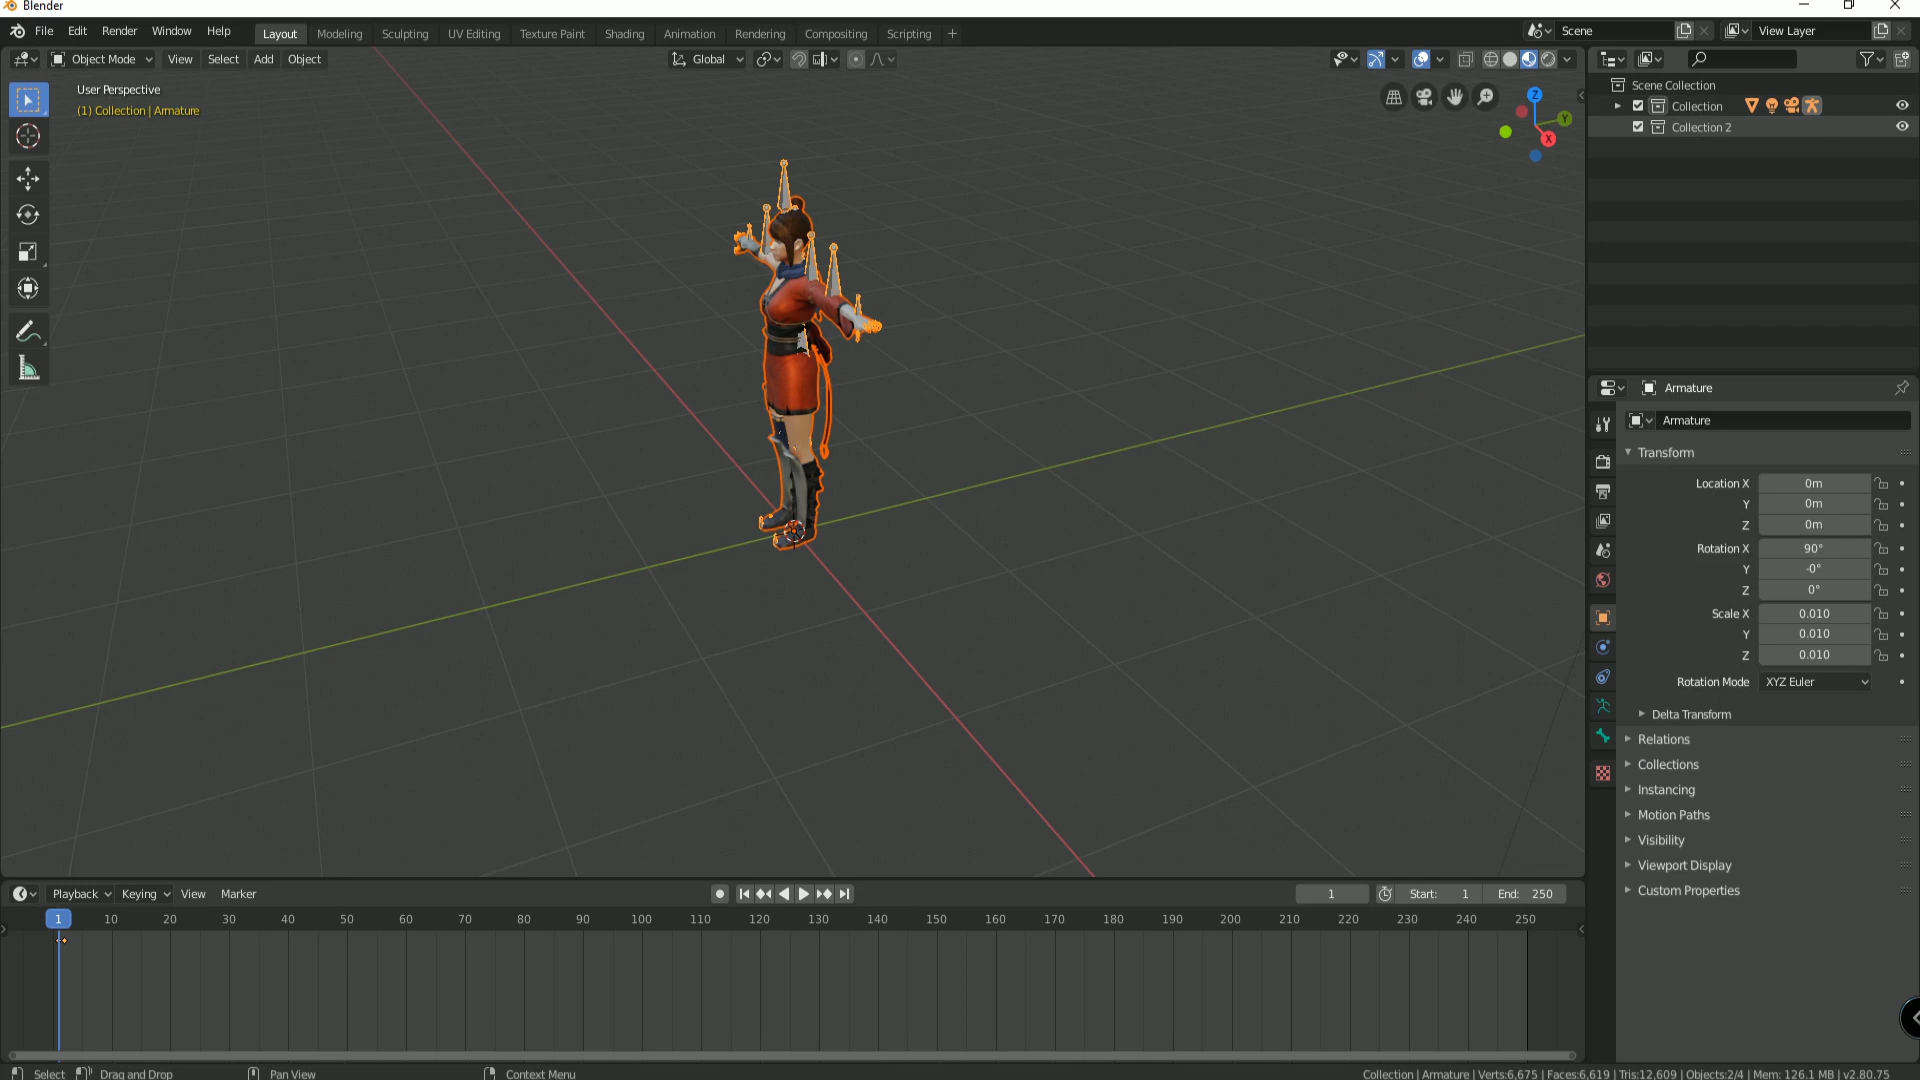 Blender
File Edit Render Window Help Layout Modeling Sculpting UV Editing Texture Paint Shading Animation Rendering Compositing Scripting + Scene View Layer
Object Mode View Select Add Object Global
User Perspective
(1) Collection | Armature
Z
Y
X
Scene Collection
Collection
Collection 2
Armature
Armature
Transform
Location X 0m
Y 0m
Z 0m
Rotation X 90°
Y -0°
Z 0°
Scale X 0.010
Y 0.010
Z 0.010
Rotation Mode XYZ Euler
Delta Transform
Relations
Collections
Instancing
Motion Paths
Visibility
Viewport Display
Custom Properties
Playback Keying View Marker 1 Start: 1 End: 250
1 10 20 30 40 50 60 70 80 90 100 110 120 130 140 150 160 170 180 190 200 210 220 230 240 250
Select Drag and Drop Pan View Context Menu Collection | Armature | Verts:6,675 | Faces:6,619 | Tris:12,609 | Objects:2/4 | Mem: 126.1 MB | v2.80.75